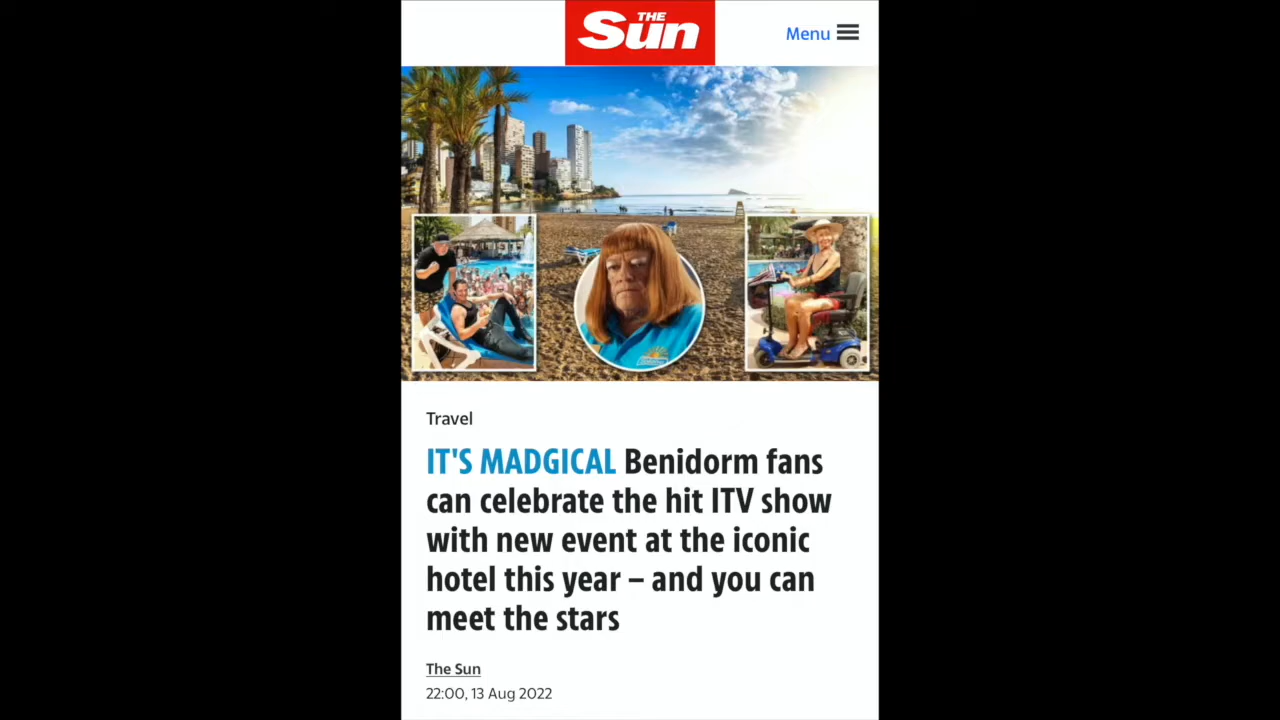 THE
Sun
Menu
Travel
IT'S MADGICAL Benidorm fans
can celebrate the hit ITV show
with new event at the iconic
hotel this year – and you can
meet the stars
The Sun
22:00, 13 Aug 2022